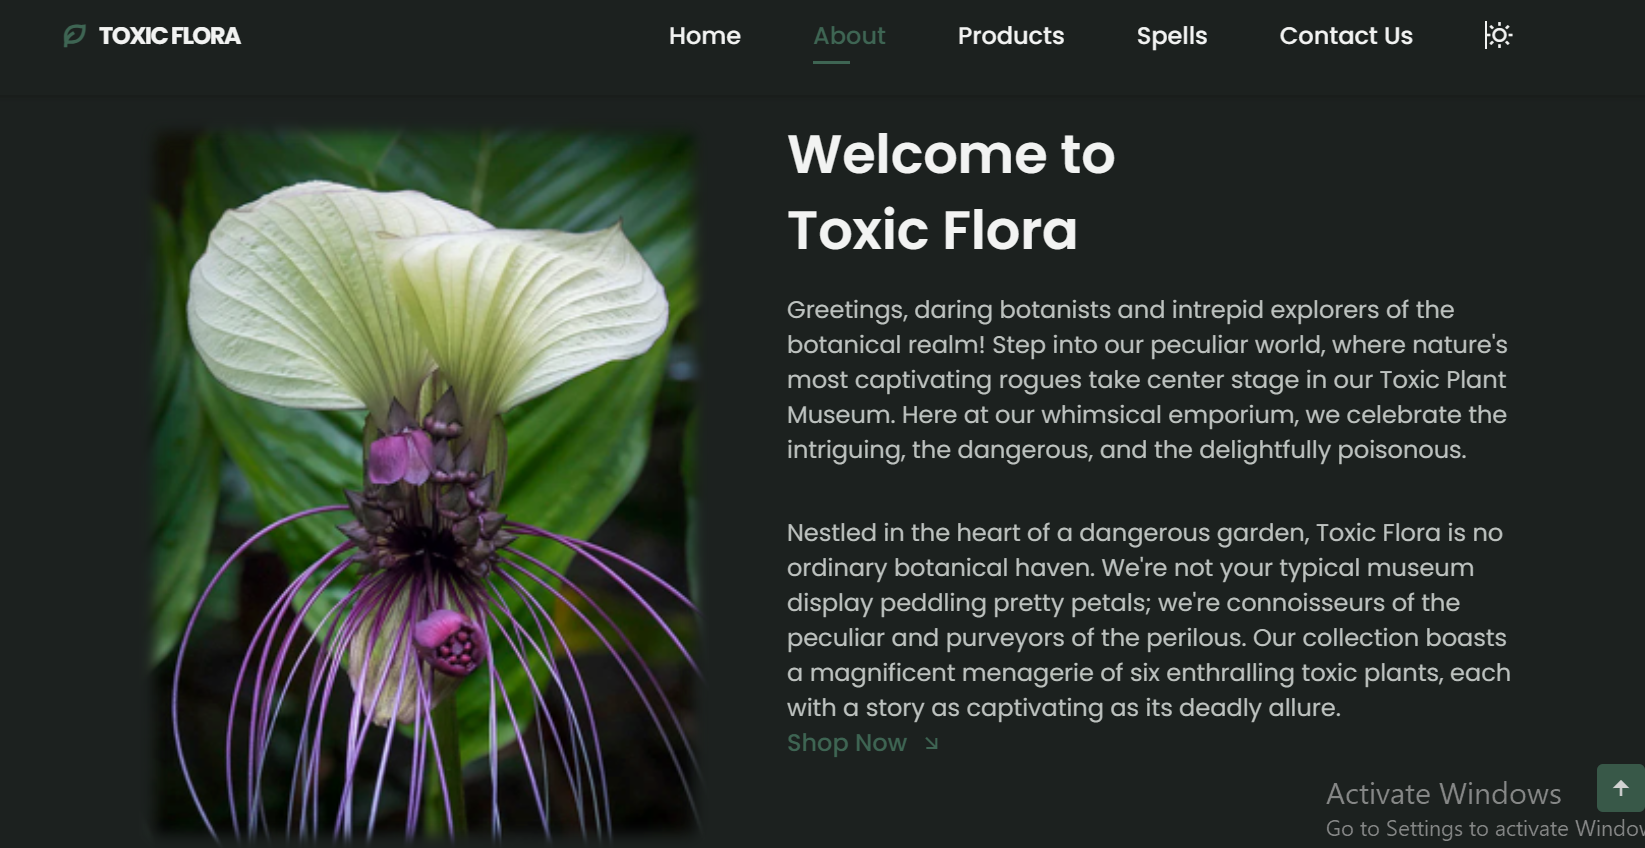 TOXIC FLORA
Home
About
Products
Spells
Contact Us
Welcome to
Toxic Flora
Greetings, daring botanists and intrepid explorers of the
botanical realm! Step into our peculiar world, where nature's
most captivating rogues take center stage in our Toxic Plant
Museum. Here at our whimsical emporium, we celebrate the
intriguing, the dangerous, and the delightfully poisonous.
Nestled in the heart of a dangerous garden, Toxic Flora is no
ordinary botanical haven. We're not your typical museum
display peddling pretty petals; we're connoisseurs of the
peculiar and purveyors of the perilous. Our collection boasts
a magnificent menagerie of six enthralling toxic plants, each
with a story as captivating as its deadly allure.
Shop Now
Activate Windows
Go to Settings to activate Window